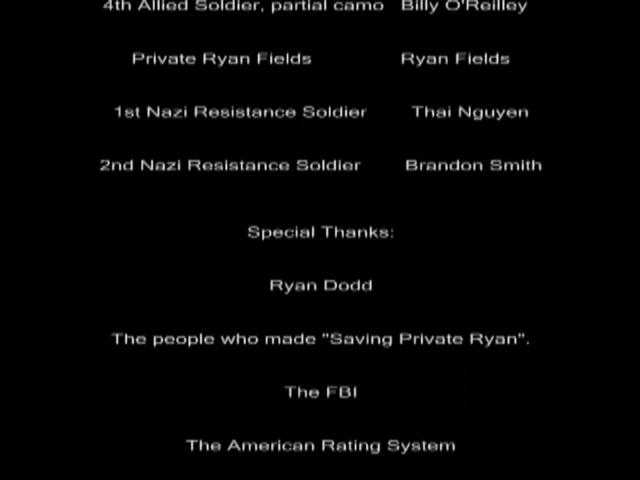 4th Allied Soldier, partial camo Billy O'Reilley
Private Ryan Fields Ryan Fields
1st Nazi Resistance Soldier Thai Nguyen
2nd Nazi Resistance Soldier Brandon Smith
Special Thanks:
Ryan Dodd
The people who made "Saving Private Ryan".
The FBI
The American Rating System